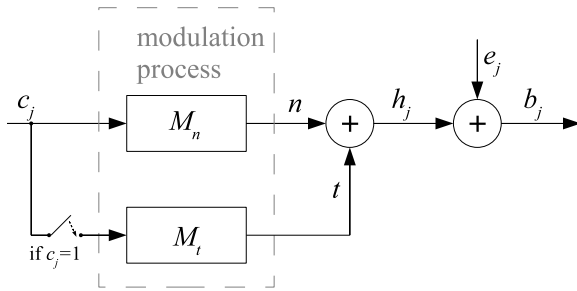 modulation
process
c_j
M_n
n
+
h_j
e_j
+
b_j
t
if c_j=1
M_t